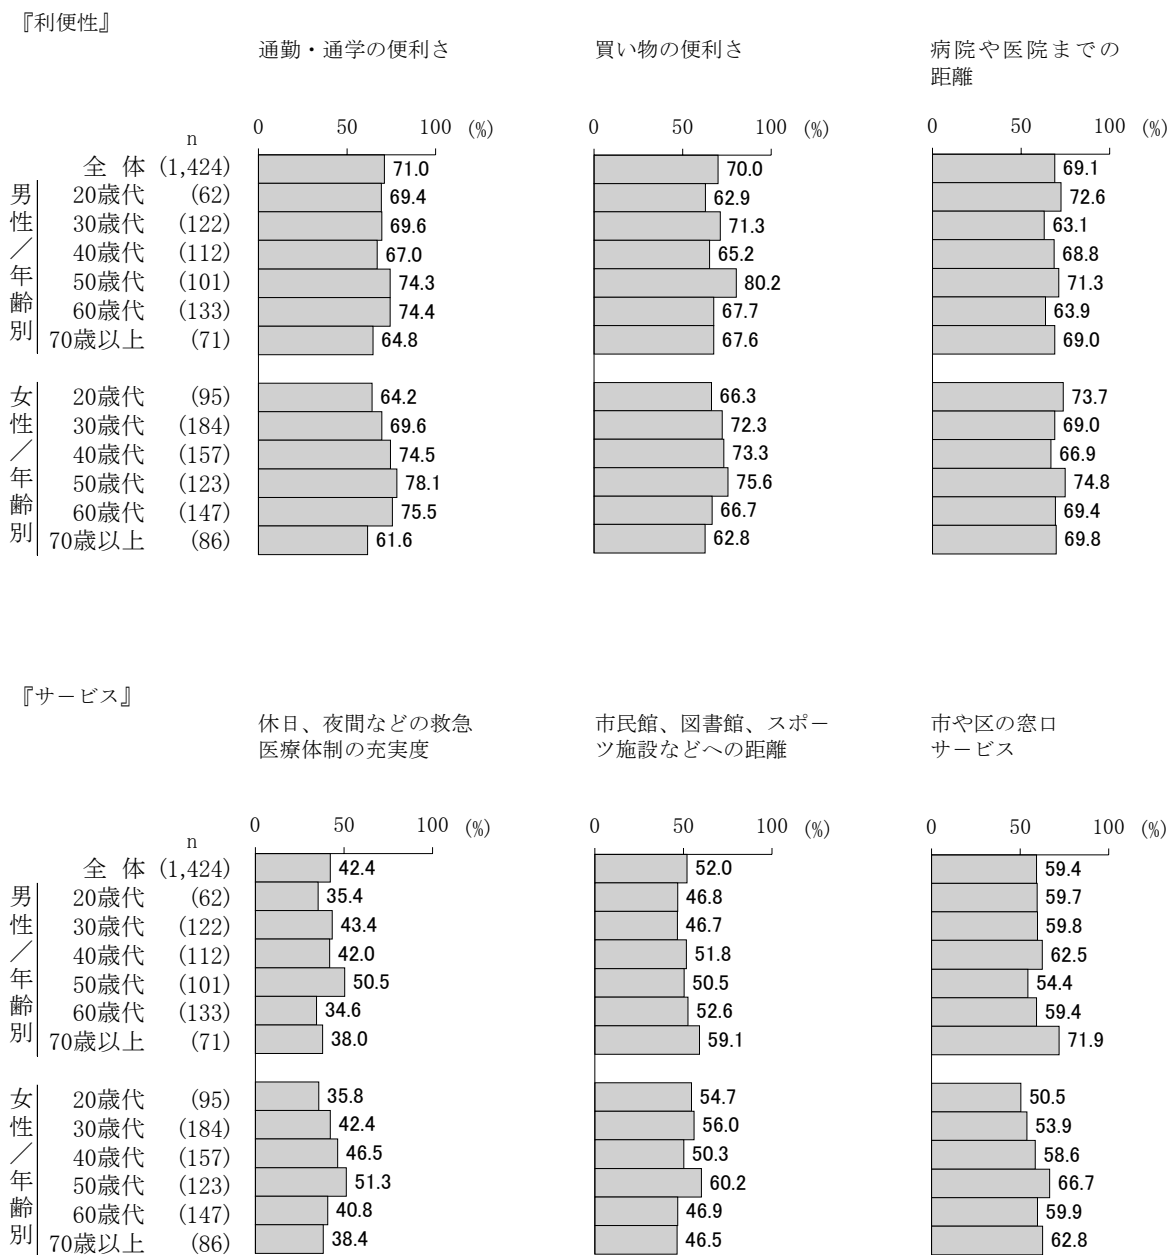 『利便性』
通勤・通学の便利さ 買い物の便利さ 病院や医院までの
距離
n 0 50 100 (%) 0 50 100 (%) 0 50 100 (%)
全 体 (1,424) 71.0 70.0 69.1
男性／年齢別
20歳代 (62) 69.4 62.9 72.6
30歳代 (122) 69.6 71.3 63.1
40歳代 (112) 67.0 65.2 68.8
50歳代 (101) 74.3 80.2 71.3
60歳代 (133) 74.4 67.7 63.9
70歳以上 (71) 64.8 67.6 69.0
女性／年齢別
20歳代 (95) 64.2 66.3 73.7
30歳代 (184) 69.6 72.3 69.0
40歳代 (157) 74.5 73.3 66.9
50歳代 (123) 78.1 75.6 74.8
60歳代 (147) 75.5 66.7 69.4
70歳以上 (86) 61.6 62.8 69.8
『サービス』
休日、夜間などの救急 市民館、図書館、スポー 市や区の窓口
医療体制の充実度 ツ施設などへの距離 サービス
n 0 50 100 (%) 0 50 100 (%) 0 50 100 (%)
全 体 (1,424) 42.4 52.0 59.4
男性／年齢別
20歳代 (62) 35.4 46.8 59.7
30歳代 (122) 43.4 46.7 59.8
40歳代 (112) 42.0 51.8 62.5
50歳代 (101) 50.5 50.5 54.4
60歳代 (133) 34.6 52.6 59.4
70歳以上 (71) 38.0 59.1 71.9
女性／年齢別
20歳代 (95) 35.8 54.7 50.5
30歳代 (184) 42.4 56.0 53.9
40歳代 (157) 46.5 50.3 58.6
50歳代 (123) 51.3 60.2 66.7
60歳代 (147) 40.8 46.9 59.9
70歳以上 (86) 38.4 46.5 62.8